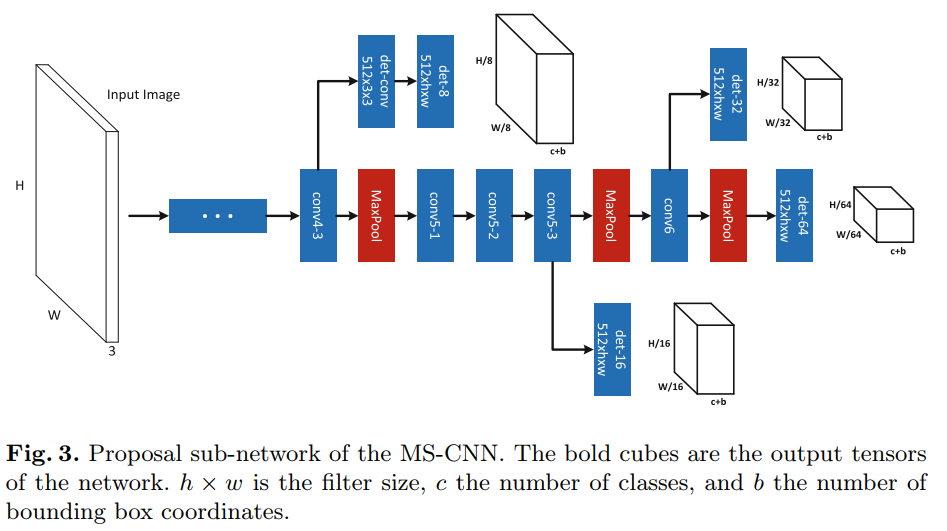 Input Image
H
W
3
• • •
conv4-3
MaxPool
conv5-1
conv5-2
conv5-3
MaxPool
conv6
MaxPool
det-conv
512x3x3
det-8
512xhxw
H/8
W/8
c+b
det-16
512xhxw
H/16
W/16
c+b
det-32
512xhxw
H/32
W/32
c+b
det-64
512xhxw
H/64
W/64
c+b
Fig. 3. Proposal sub-network of the MS-CNN. The bold cubes are the output tensors
of the network. h × w is the filter size, c the number of classes, and b the number of
bounding box coordinates.